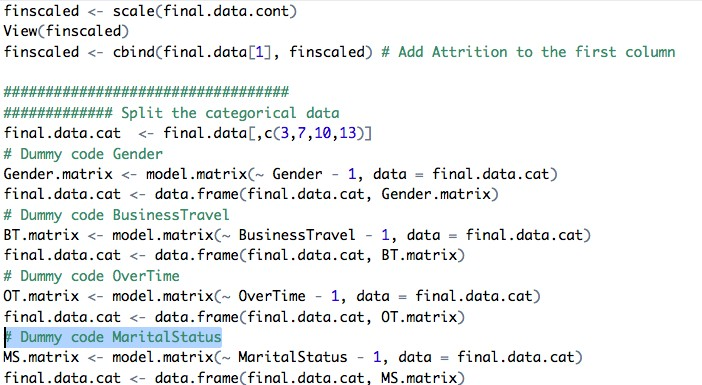 finscaled <- scale(final.data.cont)
View(finscaled)
finscaled <- cbind(final.data[1], finscaled) # Add Attrition to the first column
##################################
############# Split the categorical data
final.data.cat  <- final.data[,c(3,7,10,13)]
# Dummy code Gender
Gender.matrix <- model.matrix(~ Gender - 1, data = final.data.cat)
final.data.cat <- data.frame(final.data.cat, Gender.matrix)
# Dummy code BusinessTravel
BT.matrix <- model.matrix(~ BusinessTravel - 1, data = final.data.cat)
final.data.cat <- data.frame(final.data.cat, BT.matrix)
# Dummy code OverTime
OT.matrix <- model.matrix(~ OverTime - 1, data = final.data.cat)
final.data.cat <- data.frame(final.data.cat, OT.matrix)
# Dummy code MaritalStatus
MS.matrix <- model.matrix(~ MaritalStatus - 1, data = final.data.cat)
final.data.cat <- data.frame(final.data.cat, MS.matrix)